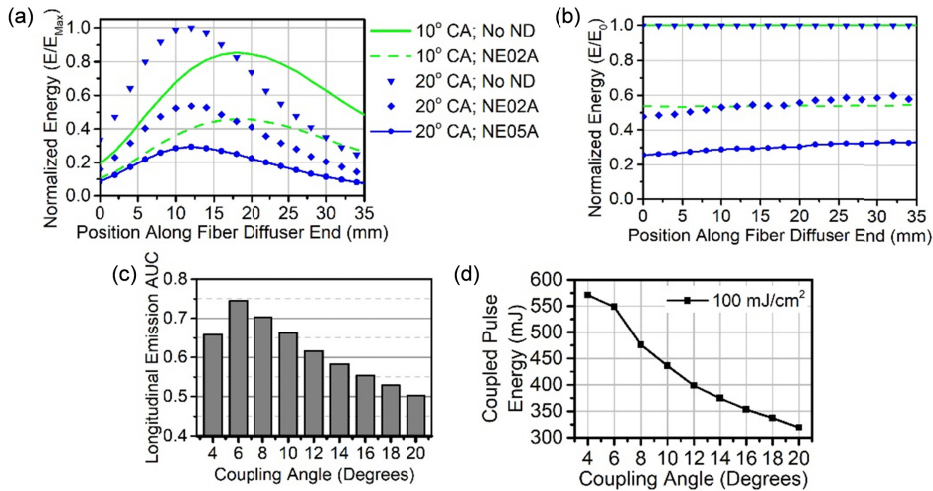 (a)
Normalized Energy (E/E_Max)
1.0
0.8
0.6
0.4
0.2
0.0
0 5 10 15 20 25 30 35
Position Along Fiber Diffuser End (mm)
10° CA; No ND
10° CA; NE02A
20° CA; No ND
20° CA; NE02A
20° CA; NE05A
(b)
Normalized Energy (E/E_0)
1.0
0.8
0.6
0.4
0.2
0.0
0 5 10 15 20 25 30 35
Position Along Fiber Diffuser End (mm)
(c)
Longitudinal Emission AUC
0.8
0.7
0.6
0.5
0.4
4 6 8 10 12 14 16 18 20
Coupling Angle (Degrees)
(d)
Coupled Pulse
Energy (mJ)
600
550
500
450
400
350
300
100 mJ/cm²
4 6 8 10 12 14 16 18 20
Coupling Angle (Degrees)